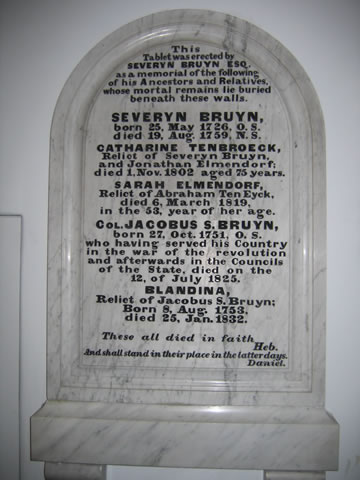 This
Tablet was erected by
SEVERYN BRUYN ESQ.
as a memorial of the following
of his Ancestors and Relatives,
whose mortal remains lie buried
beneath these walls.
SEVERYN BRUYN,
born 25, May 1726, O. S.
died 19, Aug. 1759, N. S.
CATHARINE TENBROECK,
Relict of Severyn Bruyn,
and Jonathan Elmendorf;
died 1, Nov. 1802 aged 75 years.
SARAH ELMENDORF,
Relict of Abraham Ten Eyck,
died 6, March 1819,
in the 53, year of her age.
COL. JACOBUS S. BRUYN,
born 27, Oct. 1751, O. S.
who having served his Country
in the war of the revolution
and afterwards in the Councils
of the State, died on the
12, of July 1825.
BLANDINA,
Relict of Jacobus S. Bruyn;
Born 8, Aug. 1753,
died 25, Jan. 1832.
These all died in faith
Heb.
And shall stand in their place in the latter days.
Daniel.